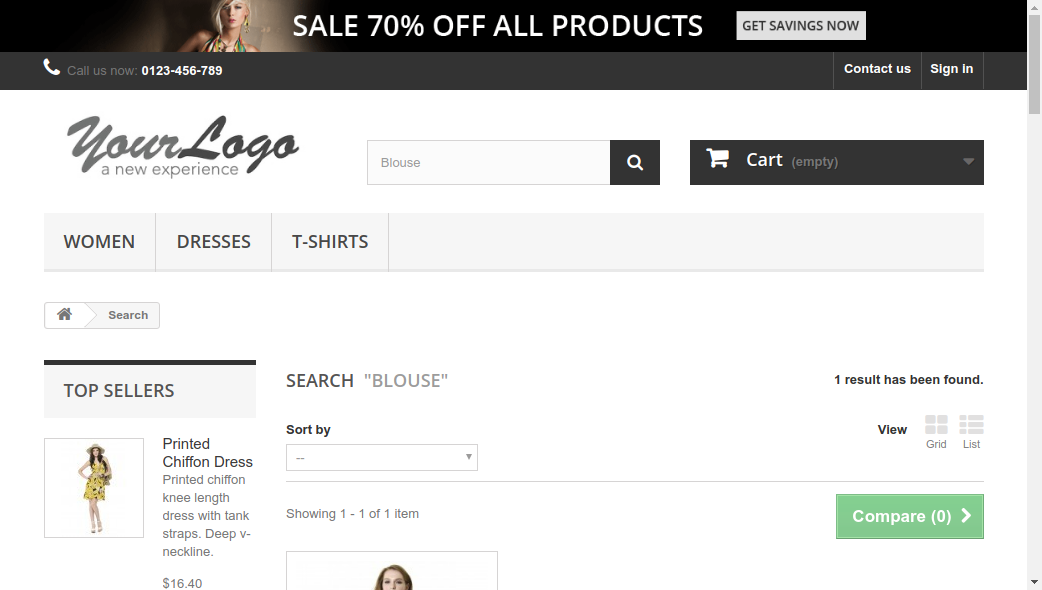 SALE 70% OFF ALL PRODUCTS GET SAVINGS NOW
Call us now: 0123-456-789
Contact us
Sign in
YourLogo
a new experience
Blouse
Cart (empty)
WOMEN
DRESSES
T-SHIRTS
Search
TOP SELLERS
Printed
Chiffon Dress
Printed chiffon
knee length
dress with tank
straps. Deep v-
neckline.
$16.40
SEARCH "BLOUSE"
1 result has been found.
Sort by
--
View
Grid
List
Showing 1 - 1 of 1 item
Compare (0)